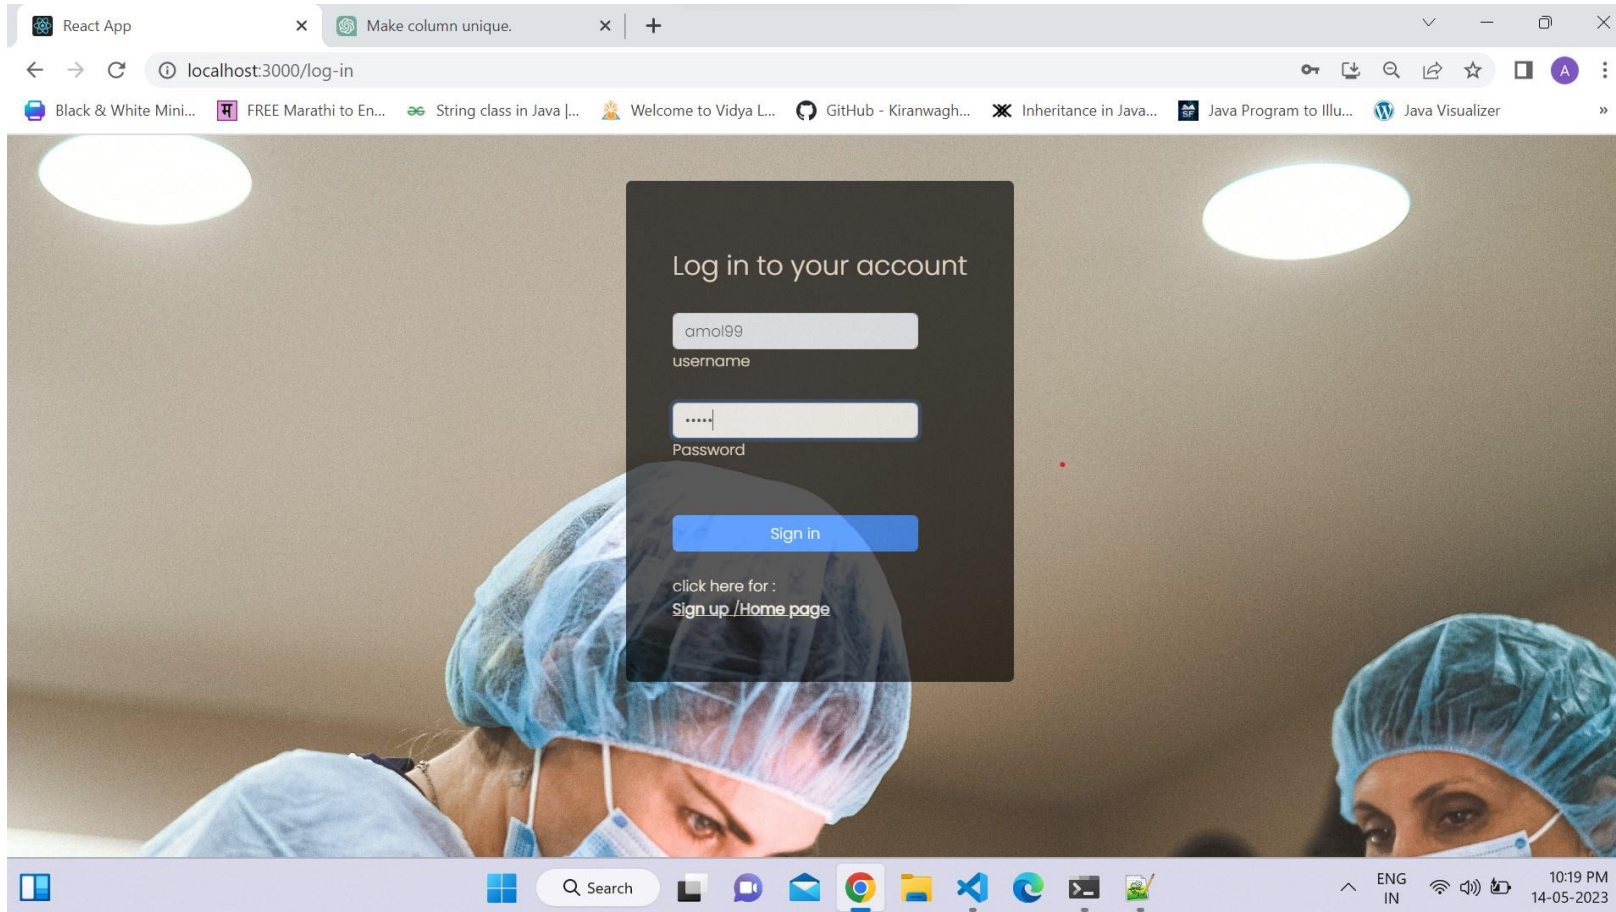 React App
Make column unique.
localhost:3000/log-in
A
Black & White Mini...
म FREE Marathi to En...
String class in Java |...
Welcome to Vidya L...
GitHub - Kiranwagh...
Inheritance in Java...
SF Java Program to Illu...
Java Visualizer
»
Log in to your account
amol99
username
•••••
Password
Sign in
click here for :
Sign up /Home page
Search
ENG
IN
10:19 PM
14-05-2023